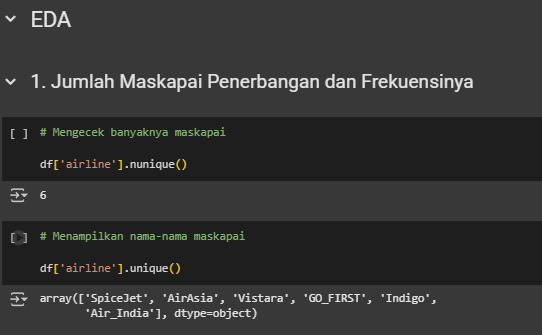 EDA
1. Jumlah Maskapai Penerbangan dan Frekuensinya
[ ] # Mengecek banyaknya maskapai
df['airline'].nunique()
6
[ ] # Menampilkan nama-nama maskapai
df['airline'].unique()
array(['SpiceJet', 'AirAsia', 'Vistara', 'GO_FIRST', 'Indigo',
'Air_India'], dtype=object)